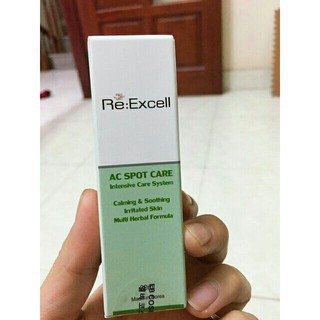 Re:Excell
AC SPOT CARE
Intensive Care System
Calming & Soothing
Irritated Skin
Multi Herbal Formula